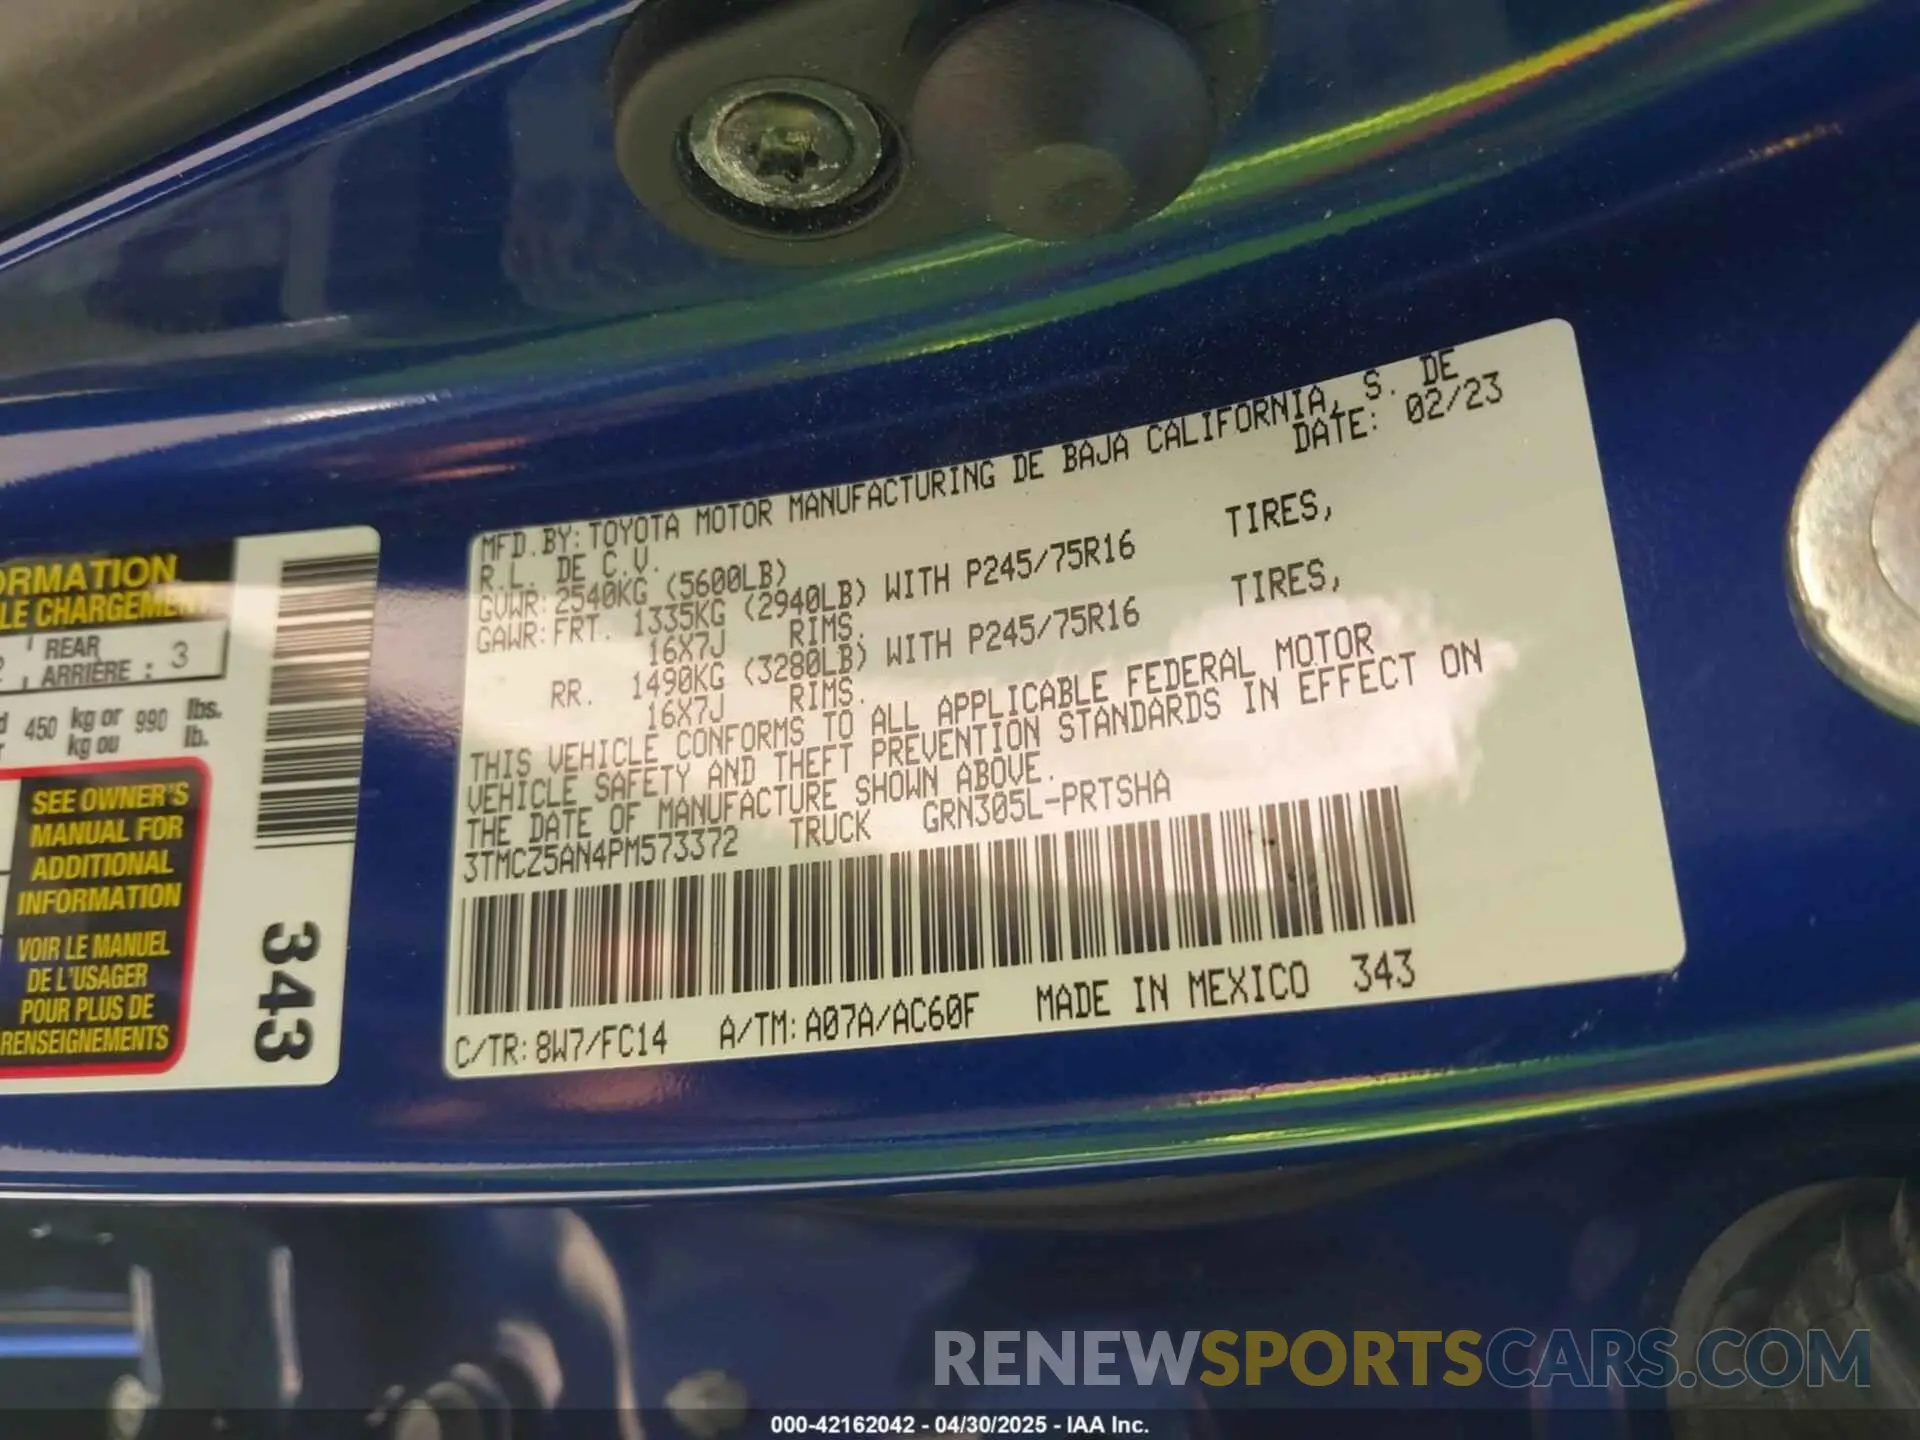 MFD.BY:TOYOTA MOTOR MANUFACTURING DE BAJA CALIFORNIA, S. DE
R.L. DE C.V. DATE: 02/23
GVWR:2540KG (5600LB)
GAWR:FRT. 1335KG (2940LB) WITH P245/75R16 TIRES,
16X7J RIMS.
RR. 1490KG (3280LB) WITH P245/75R16 TIRES,
16X7J RIMS.
THIS VEHICLE CONFORMS TO ALL APPLICABLE FEDERAL MOTOR
VEHICLE SAFETY AND THEFT PREVENTION STANDARDS IN EFFECT ON
THE DATE OF MANUFACTURE SHOWN ABOVE.
3TMCZ5AN4PM573372 TRUCK GRN305L-PRTSHA
C/TR:8W7/FC14 A/TM:A07A/AC60F MADE IN MEXICO 343
REAR
ARRIÈRE : 3
450 kg or 990 lbs.
kg ou lb.
SEE OWNER'S
MANUAL FOR
ADDITIONAL
INFORMATION
VOIR LE MANUEL
DE L'USAGER
POUR PLUS DE
RENSEIGNEMENTS
343
RENEWSPORTSCARS.COM
000-42162042 - 04/30/2025 - IAA Inc.